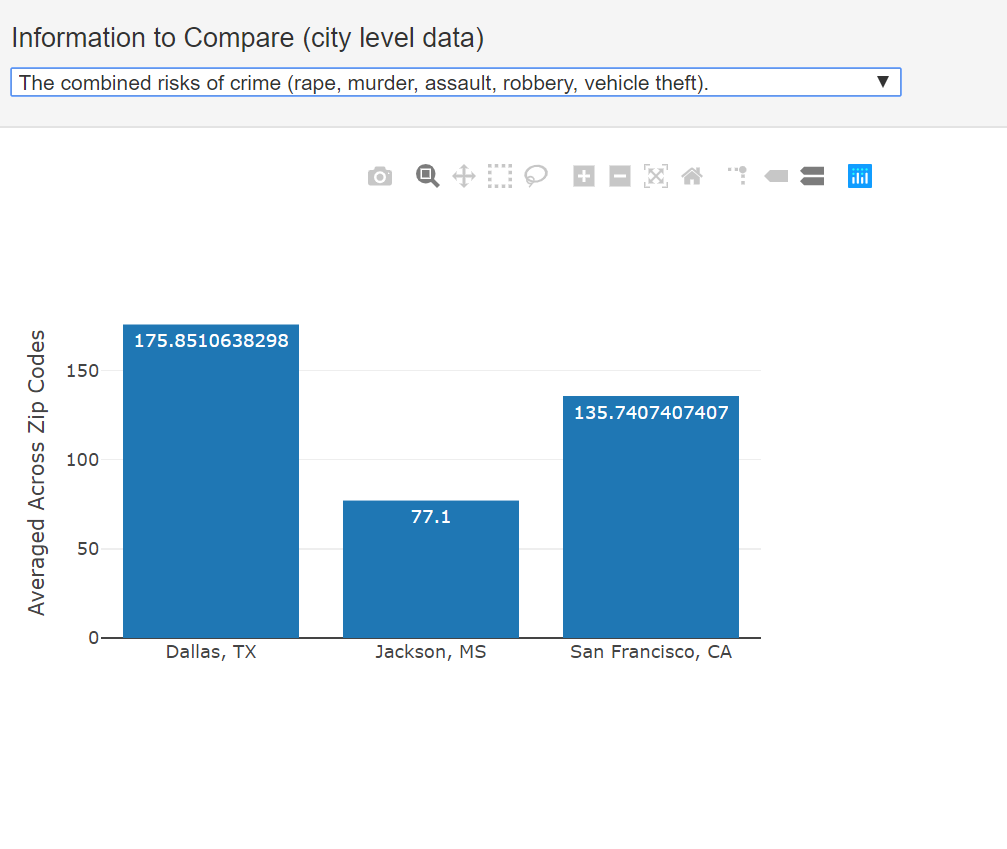 Information to Compare (city level data)
The combined risks of crime (rape, murder, assault, robbery, vehicle theft).
Averaged Across Zip Codes
150
100
50
0
175.8510638298
77.1
135.7407407407
Dallas, TX
Jackson, MS
San Francisco, CA